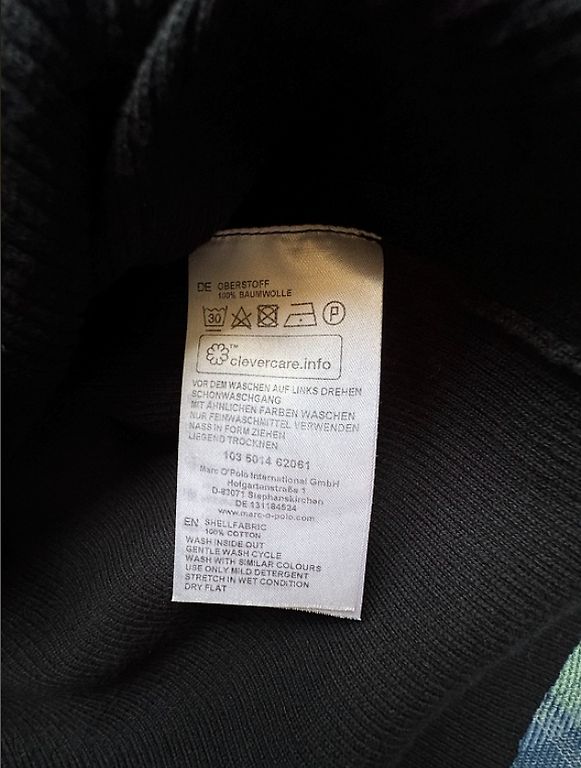 DE OBERSTOFF
100% BAUMWOLLE
30 P
™
clevercare.info
VOR DEM WASCHEN AUF LINKS DREHEN
SCHONWASCHGANG
MIT ÄHNLICHEN FARBEN WASCHEN
NUR FEINWASCHMITTEL VERWENDEN
NASS IN FORM ZIEHEN
LIEGEND TROCKNEN
103 5014 62061
Marc O'Polo International GmbH
Hofgartenstraße 1
D-83071 Stephanskirchen
DE 131184524
www.marc-o-polo.com
EN SHELLFABRIC
100% COTTON
WASH INSIDE OUT
GENTLE WASH CYCLE
WASH WITH SIMILAR COLOURS
USE ONLY MILD DETERGENT
STRETCH IN WET CONDITION
DRY FLAT